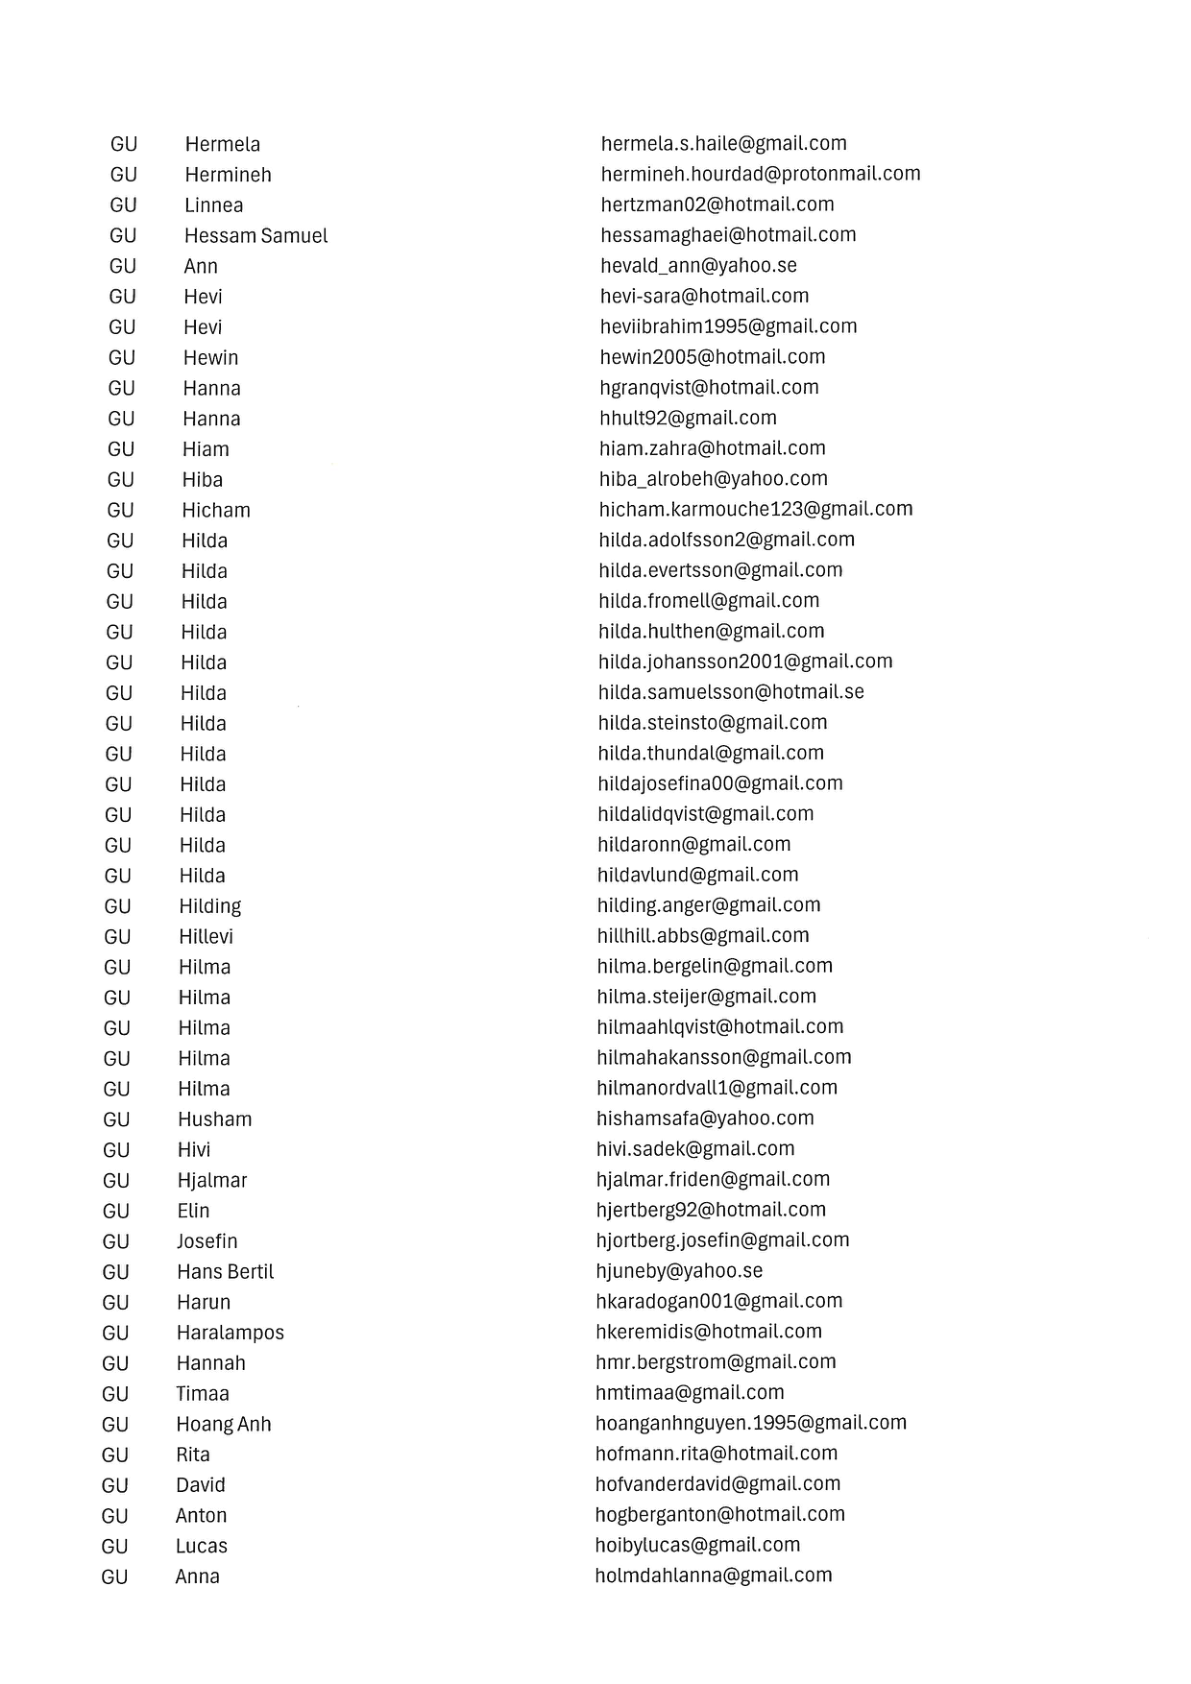 GU Hermela hermela.s.haile@gmail.com
GU Hermineh hermineh.hourdad@protonmail.com
GU Linnea hertzman02@hotmail.com
GU Hessam Samuel hessamaghaei@hotmail.com
GU Ann hevald_ann@yahoo.se
GU Hevi hevi-sara@hotmail.com
GU Hevi heviibrahim1995@gmail.com
GU Hewin hewin2005@hotmail.com
GU Hanna hgranqvist@hotmail.com
GU Hanna hhult92@gmail.com
GU Hiam hiam.zahra@hotmail.com
GU Hiba hiba_alrobeh@yahoo.com
GU Hicham hicham.karmouche123@gmail.com
GU Hilda hilda.adolfsson2@gmail.com
GU Hilda hilda.evertsson@gmail.com
GU Hilda hilda.fromell@gmail.com
GU Hilda hilda.hulthen@gmail.com
GU Hilda hilda.johansson2001@gmail.com
GU Hilda hilda.samuelsson@hotmail.se
GU Hilda hilda.steinsto@gmail.com
GU Hilda hilda.thundal@gmail.com
GU Hilda hildajosefina00@gmail.com
GU Hilda hildalidqvist@gmail.com
GU Hilda hildaronn@gmail.com
GU Hilda hildavlund@gmail.com
GU Hilding hilding.anger@gmail.com
GU Hillevi hillhill.abbs@gmail.com
GU Hilma hilma.bergelin@gmail.com
GU Hilma hilma.steijer@gmail.com
GU Hilma hilmaahlqvist@hotmail.com
GU Hilma hilmahakansson@gmail.com
GU Hilma hilmanordvall1@gmail.com
GU Husham hishamsafa@yahoo.com
GU Hivi hivi.sadek@gmail.com
GU Hjalmar hjalmar.friden@gmail.com
GU Elin hjertberg92@hotmail.com
GU Josefin hjortberg.josefin@gmail.com
GU Hans Bertil hjuneby@yahoo.se
GU Harun hkaradogan001@gmail.com
GU Haralampos hkeremidis@hotmail.com
GU Hannah hmr.bergstrom@gmail.com
GU Timaa hmtimaa@gmail.com
GU Hoang Anh hoanganhnguyen.1995@gmail.com
GU Rita hofmann.rita@hotmail.com
GU David hofvanderdavid@gmail.com
GU Anton hogberganton@hotmail.com
GU Lucas hoibylucas@gmail.com
GU Anna holmdahlanna@gmail.com